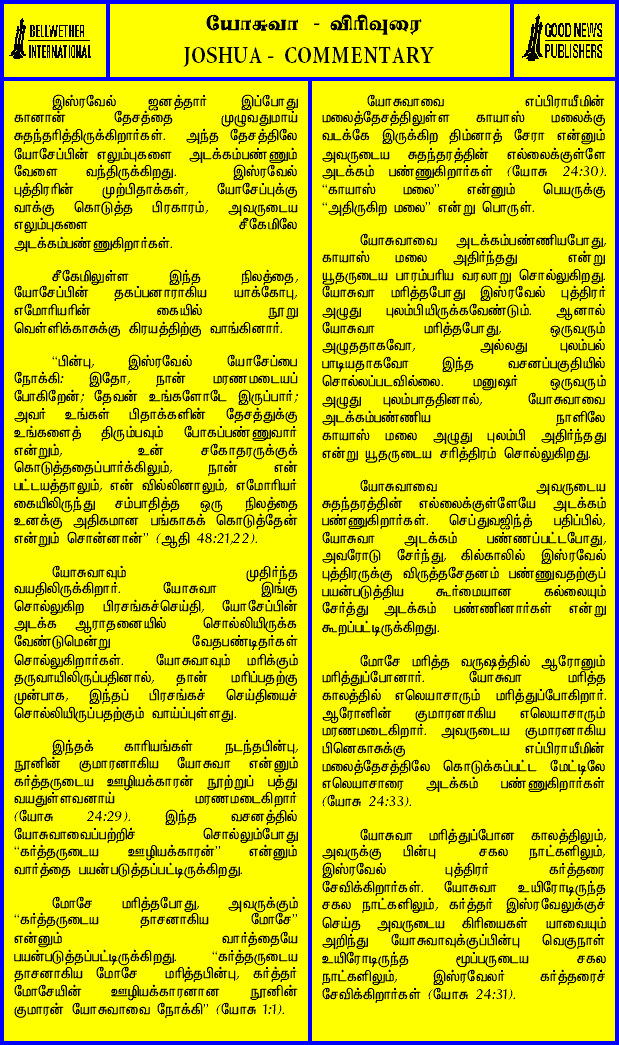 BELLWETHER
INTERNATIONAL
யோசுவா - விரிவுரை
JOSHUA - COMMENTARY
GOOD NEWS
PUBLISHERS
இஸ்ரவேல் ஜனத்தார் இப்போது
கானான் தேசத்தை முழுவதுமாய்
சுதந்தரித்திருக்கிறார்கள். அந்த தேசத்திலே
யோசேப்பின் எலும்புகளை அடக்கம்பண்ணும்
வேளை வந்திருக்கிறது. இஸ்ரவேல்
புத்திரரின் முற்பிதாக்கள், யோசேப்புக்கு
வாக்கு கொடுத்த பிரகாரம், அவருடைய
எலும்புகளை சீகேமிலே
அடக்கம்பண்ணுகிறார்கள்.
சீகேமிலுள்ள இந்த நிலத்தை,
யோசேப்பின் தகப்பனாராகிய யாக்கோபு,
எமோரியரின் கையில் நூறு
வெள்ளிக்காசுக்கு கிரயத்திற்கு வாங்கினார்.
“பின்பு, இஸ்ரவேல் யோசேப்பை
நோக்கி: இதோ, நான் மரணமடையப்
போகிறேன்; தேவன் உங்களோடே இருப்பார்;
அவர் உங்கள் பிதாக்களின் தேசத்துக்கு
உங்களைத் திரும்பவும் போகப்பண்ணுவார்
என்றும், உன் சகோதரருக்குக்
கொடுத்ததைப்பார்க்கிலும், நான் என்
பட்டயத்தாலும், என் வில்லினாலும், எமோரியர்
கையிலிருந்து சம்பாதித்த ஒரு நிலத்தை
உனக்கு அதிகமான பங்காகக் கொடுத்தேன்
என்றும் சொன்னான்” (ஆதி 48:21,22).
யோசுவாவும் முதிர்ந்த
வயதிலிருக்கிறார். யோசுவா இங்கு
சொல்லுகிற பிரசங்கச்செய்தி, யோசேப்பின்
அடக்க ஆராதனையில் சொல்லியிருக்க
வேண்டுமென்று வேதபண்டிதர்கள்
சொல்லுகிறார்கள். யோசுவாவும் மரிக்கும்
தருவாயிலிருப்பதினால், தான் மரிப்பதற்கு
முன்பாக, இந்தப் பிரசங்கச் செய்தியைச்
சொல்லியிருப்பதற்கும் வாய்ப்புள்ளது.
இந்தக் காரியங்கள் நடந்தபின்பு,
நூனின் குமாரனாகிய யோசுவா என்னும்
கர்த்தருடைய ஊழியக்காரன் நூற்றுப் பத்து
வயதுள்ளவனாய் மரணமடைகிறார்
(யோசு 24:29). இந்த வசனத்தில்
யோசுவாவைப்பற்றிச் சொல்லும்போது
“கர்த்தருடைய ஊழியக்காரன்” என்னும்
வார்த்தை பயன்படுத்தப்பட்டிருக்கிறது.
மோசே மரித்தபோது, அவருக்கும்
“கர்த்தருடைய தாசனாகிய மோசே”
என்னும் வார்த்தையே
பயன்படுத்தப்பட்டிருக்கிறது. “கர்த்தருடைய
தாசனாகிய மோசே மரித்தபின்பு, கர்த்தர்
மோசேயின் ஊழியக்காரனான நூனின்
குமாரன் யோசுவாவை நோக்கி” (யோசு 1:1).
யோசுவாவை எப்பிராயீமின்
மலைத்தேசத்திலுள்ள காயாஸ் மலைக்கு
வடக்கே இருக்கிற திம்னாத் சேரா என்னும்
அவருடைய சுதந்தரத்தின் எல்லைக்குள்ளே
அடக்கம் பண்ணுகிறார்கள் (யோசு 24:30).
“காயாஸ் மலை” என்னும் பெயருக்கு
“அதிருகிற மலை” என்று பொருள்.
யோசுவாவை அடக்கம்பண்ணியபோது,
காயாஸ் மலை அதிர்ந்தது என்று
யூதருடைய பாரம்பரிய வரலாறு சொல்லுகிறது.
யோசுவா மரித்தபோது இஸ்ரவேல் புத்திரர்
அழுது புலம்பியிருக்கவேண்டும். ஆனால்
யோசுவா மரித்தபோது, ஒருவரும்
அழுததாகவோ, அல்லது புலம்பல்
பாடியதாகவோ இந்த வசனப்பகுதியில்
சொல்லப்படவில்லை. மனுஷர் ஒருவரும்
அழுது புலம்பாததினால், யோசுவாவை
அடக்கம்பண்ணிய நாளிலே
காயாஸ் மலை அழுது புலம்பி அதிர்ந்தது
என்று யூதருடைய சரித்திரம் சொல்லுகிறது.
யோசுவாவை அவருடைய
சுதந்தரத்தின் எல்லைக்குள்ளேயே அடக்கம்
பண்ணுகிறார்கள். செப்துவஜிந்த் பதிப்பில்,
யோசுவா அடக்கம் பண்ணப்பட்டபோது,
அவரோடு சேர்ந்து, கில்காலில் இஸ்ரவேல்
புத்திரருக்கு விருத்தசேதனம் பண்ணுவதற்குப்
பயன்படுத்திய கூர்மையான கல்லையும்
சேர்த்து அடக்கம் பண்ணினார்கள் என்று
கூறப்பட்டிருக்கிறது.
மோசே மரித்த வருஷத்தில் ஆரோனும்
மரித்துப்போனார். யோசுவா மரித்த
காலத்தில் எலெயாசாரும் மரித்துப்போகிறார்.
ஆரோனின் குமாரனாகிய எலெயாசாரும்
மரணமடைகிறார். அவருடைய குமாரனாகிய
பினெகாசுக்கு எப்பிராயீமின்
மலைத்தேசத்திலே கொடுக்கப்பட்ட மேட்டிலே
எலெயாசாரை அடக்கம் பண்ணுகிறார்கள்
(யோசு 24:33).
யோசுவா மரித்துப்போன காலத்திலும்,
அவருக்கு பின்பு சகல நாட்களிலும்,
இஸ்ரவேல் புத்திரர் கர்த்தரை
சேவிக்கிறார்கள். யோசுவா உயிரோடிருந்த
சகல நாட்களிலும், கர்த்தர் இஸ்ரவேலுக்குச்
செய்த அவருடைய கிரியைகள் யாவையும்
அறிந்து யோசுவாவுக்குப்பின்பு வெகுநாள்
உயிரோடிருந்த மூப்பருடைய சகல
நாட்களிலும், இஸ்ரவேலர் கர்த்தரைச்
சேவிக்கிறார்கள் (யோசு 24:31).